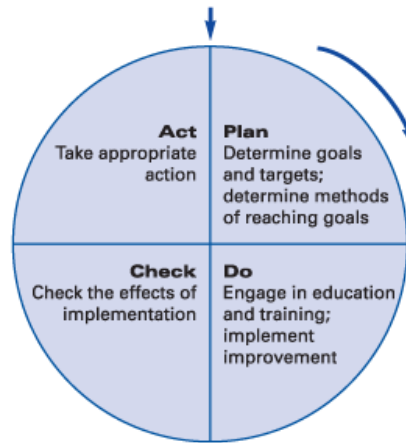 Act
Take appropriate
action
Plan
Determine goals
and targets;
determine methods
of reaching goals
Check
Check the effects of
implementation
Do
Engage in education
and training;
implement
improvement